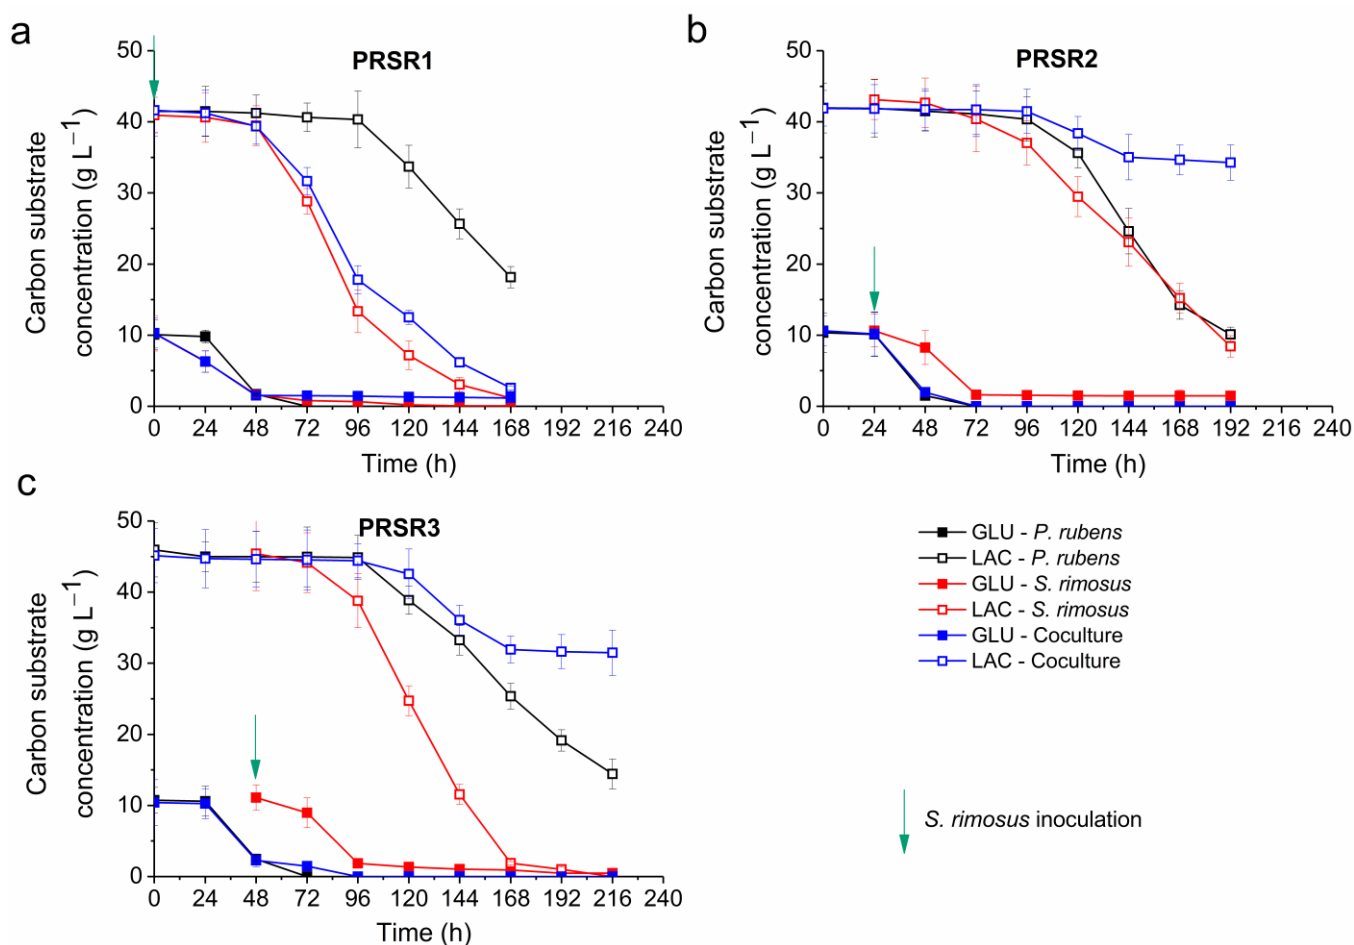 a
PRSR1
Carbon substrate
concentration (g L⁻¹)
50
40
30
20
10
0
0 24 48 72 96 120 144 168 192 216 240
Time (h)
b
PRSR2
Carbon substrate
concentration (g L⁻¹)
50
40
30
20
10
0
0 24 48 72 96 120 144 168 192 216 240
Time (h)
c
PRSR3
Carbon substrate
concentration (g L⁻¹)
50
40
30
20
10
0
0 24 48 72 96 120 144 168 192 216 240
Time (h)
GLU - P. rubens
LAC - P. rubens
GLU - S. rimosus
LAC - S. rimosus
GLU - Coculture
LAC - Coculture
S. rimosus inoculation